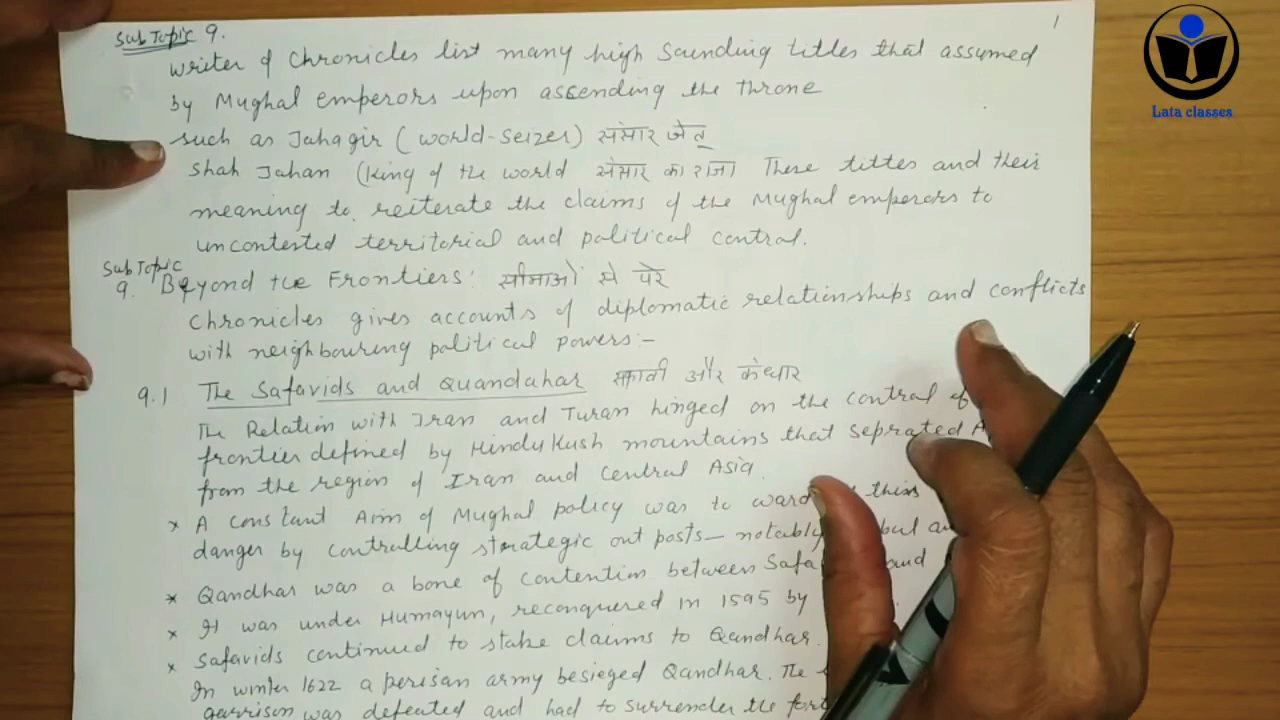 Sub Topic 9.
1
Writer of Chronicles list many high sounding titles that assumed
by Mughal emperors upon ascending the throne
such as Jahagir (world-seizer) संसार जेतू
Shah Jahan (King of the world संसार का राजा These tittes and their
meaning to reiterate the claims of the Mughal emperors to
uncontested territorial and political control.
Sub Topic
9. Beyond the Frontiers: सीमाओं से परे
Chronicles gives accounts of diplomatic relationships and conflicts
with neighbouring political powers:-
9.1 The Safavids and Quandahar सफावी और कंधार
The Relation with Iran and Turan hinged on the control of
frontier defined by Hindukush mountains that seprated
from the region of Iran and Central Asia.
* A constant Aim of Mughal policy was to ward this
danger by controlling strategic out posts- notably
* Qandhar was a bone of contention between Safa and
* It was under Humayun, reconquered in 1595 by
* Safavids continued to stake claims to Qandhar.
In winter 1622 a perisan army besieged Qandhar. The
garrison was defeated and had to surrender the fort
Lata classes